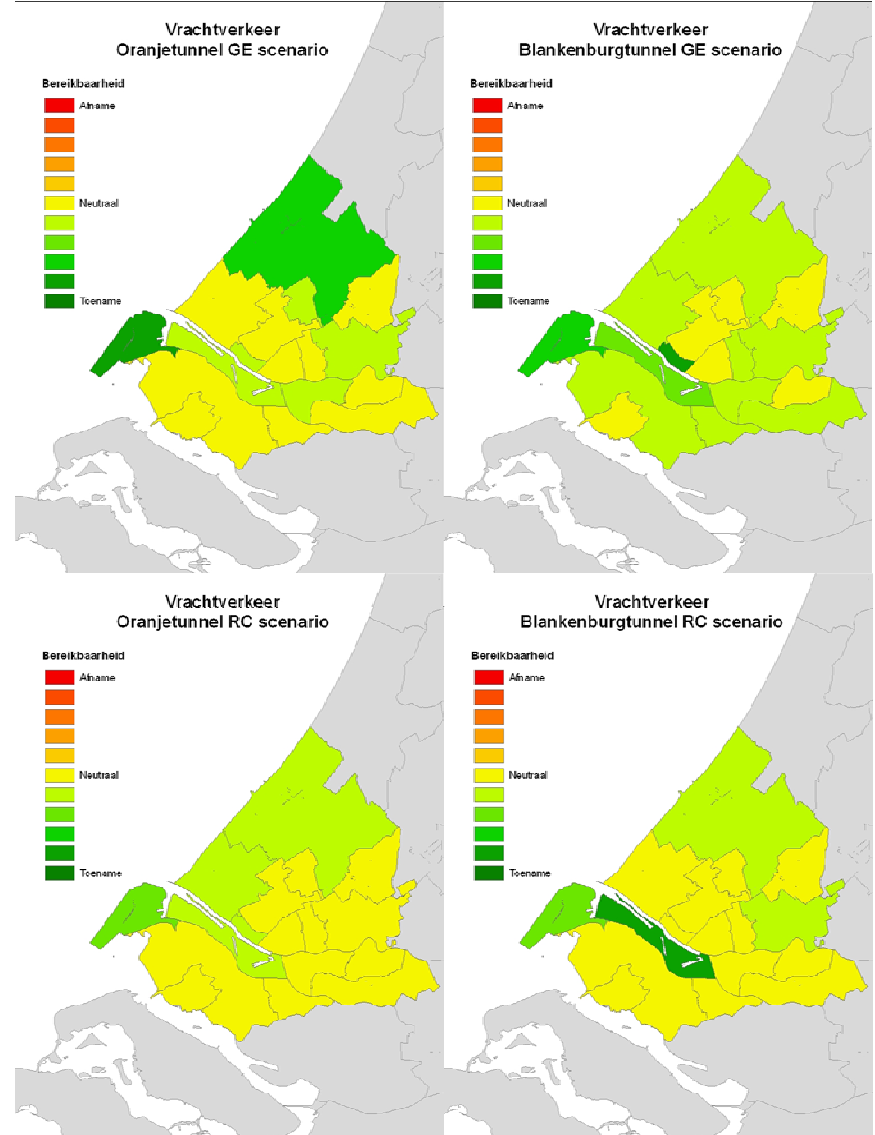 Vrachtverkeer
Oranjetunnel GE scenario
Bereikbaarheid
Afname
Neutraal
Toename
Vrachtverkeer
Blankenburgtunnel GE scenario
Bereikbaarheid
Afname
Neutraal
Toename
Vrachtverkeer
Oranjetunnel RC scenario
Bereikbaarheid
Afname
Neutraal
Toename
Vrachtverkeer
Blankenburgtunnel RC scenario
Bereikbaarheid
Afname
Neutraal
Toename